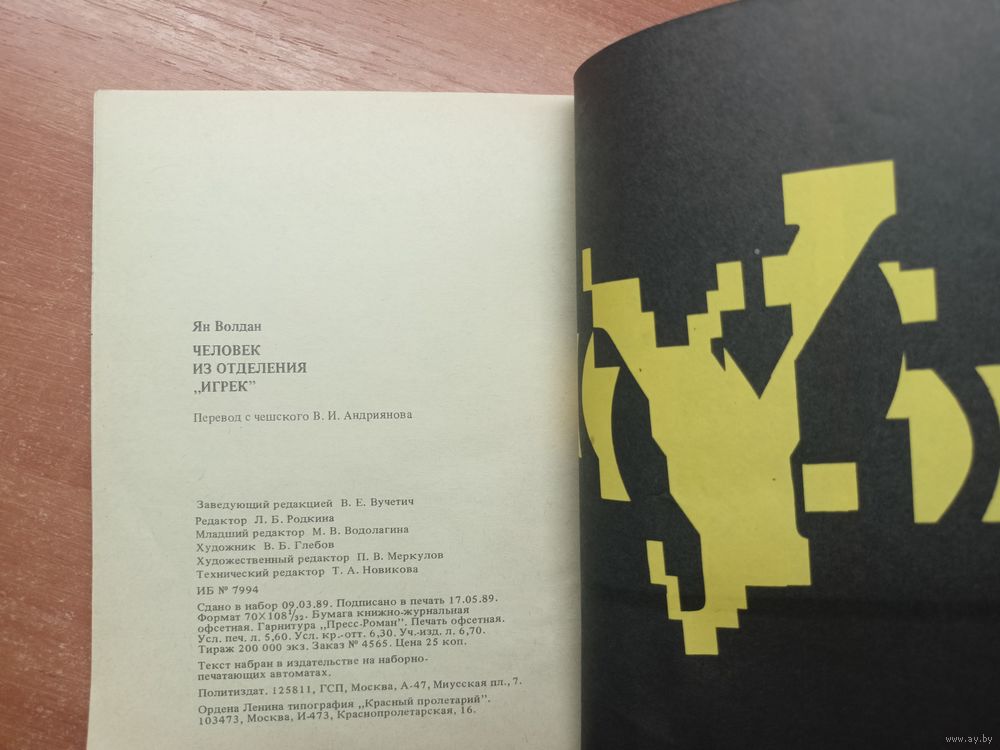 Ян Волдан
ЧЕЛОВЕК
ИЗ ОТДЕЛЕНИЯ
„ИГРЕК”
Перевод с чешского В. И. Андриянова
Заведующий редакцией В. Е. Вучетич
Редактор Л. Б. Родкина
Младший редактор М. В. Водолагина
Художник В. Б. Глебов
Художественный редактор П. В. Меркулов
Технический редактор Т. А. Новикова
ИБ № 7994
Сдано в набор 09.03.89. Подписано в печать 17.05.89.
Формат 70×108 1/32. Бумага книжно-журнальная
офсетная. Гарнитура „Пресс-Роман”. Печать офсетная.
Усл. печ. л. 5,60. Усл. кр.-отт. 6,30. Уч.-изд. л. 6,70.
Тираж 200 000 экз. Заказ № 4565. Цена 25 коп.
Текст набран в издательстве на наборно-
печатающих автоматах.
Политиздат. 125811, ГСП, Москва, А-47, Миусская пл., 7.
Ордена Ленина типография „Красный пролетарий”.
103473, Москва, И-473, Краснопролетарская, 16.
www.ay.by